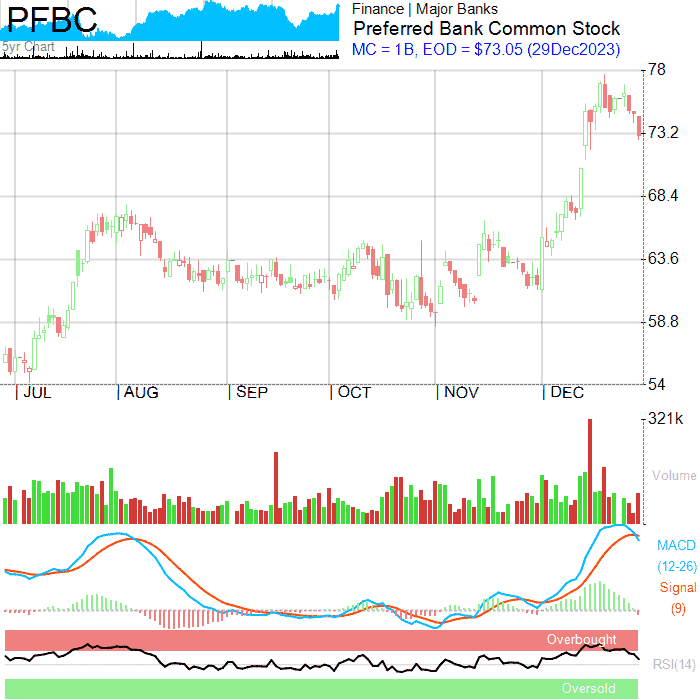 PFBC
5yr Chart
Finance | Major Banks
Preferred Bank Common Stock
MC = 1B, EOD = $73.05 (29Dec2023)
78
73.2
68.4
63.6
58.8
54
JUL AUG SEP OCT NOV DEC
321k
Volume
MACD
(12-26)
Signal
(9)
Overbought
RSI(14)
Oversold